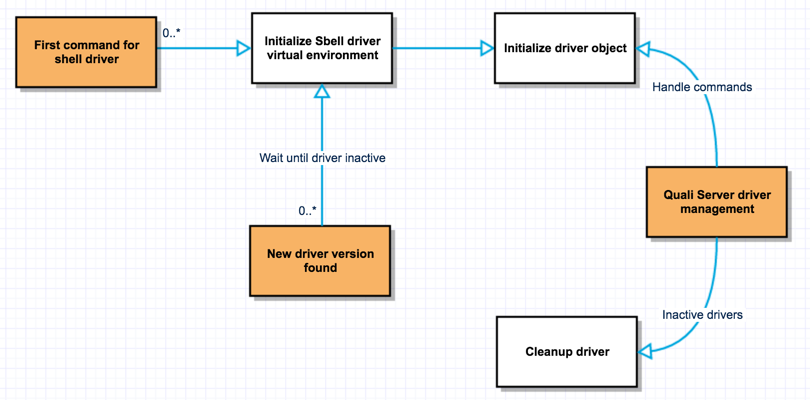 First command for
shell driver
0..*
Initialize Sbell driver
virtual environment
Initialize driver object
Handle commands
Wait until driver inactive
Quali Server driver
management
0..*
New driver version
found
Inactive drivers
Cleanup driver